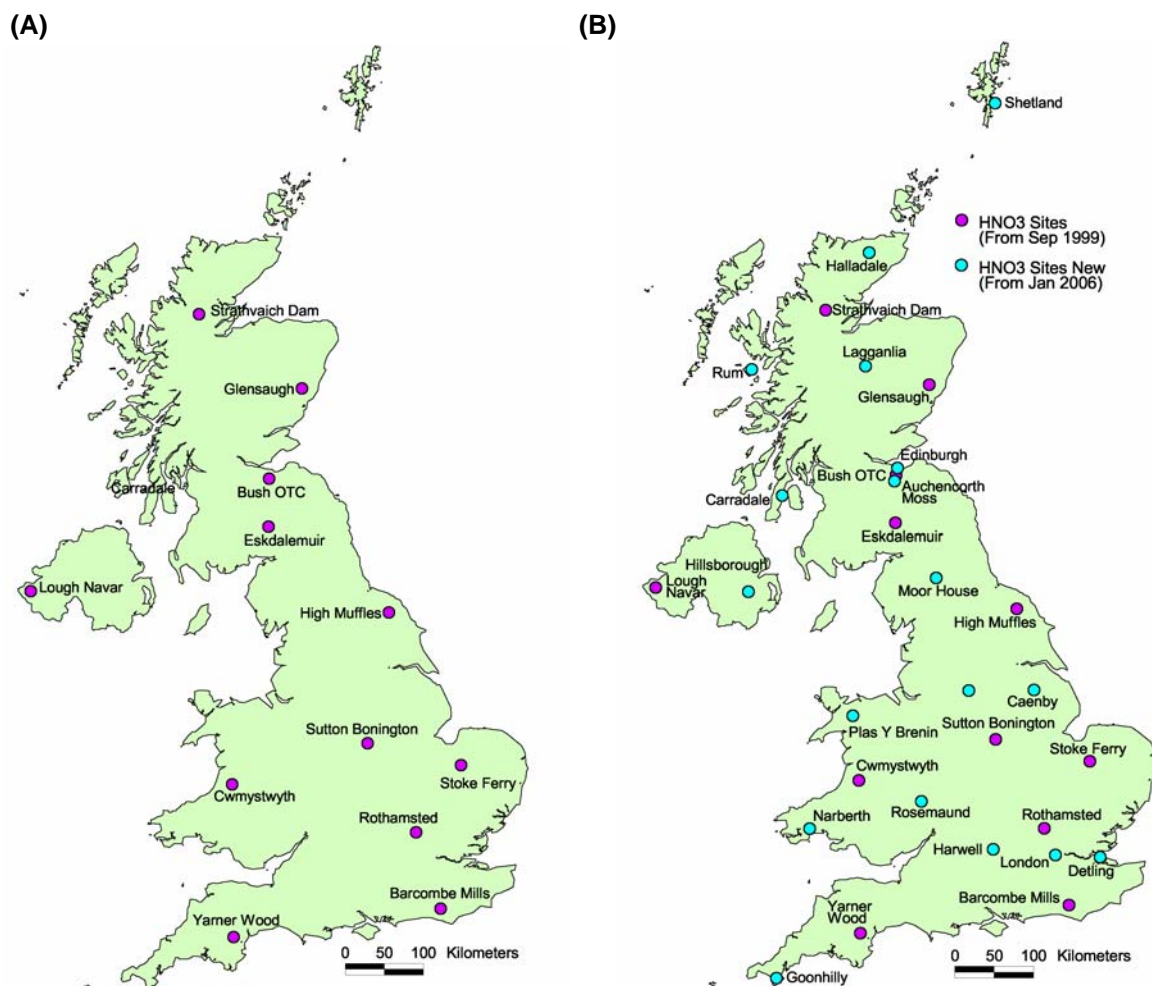 (A)
Strathvaich Dam
Glensaugh
Carradale
Bush OTC
Eskdalemuir
Lough Navar
High Muffles
Sutton Bonington
Stoke Ferry
Cwmystwyth
Rothamsted
Barcombe Mills
Yarner Wood
0 50 100 Kilometers
(B)
Shetland
HNO3 Sites
(From Sep 1999)
HNO3 Sites New
(From Jan 2006)
Halladale
Strathvaich Dam
Lagganlia
Rum
Glensaugh
Edinburgh
Bush OTC
Auchencorth
Moss
Carradale
Eskdalemuir
Hillsborough
Lough
Navar
Moor House
High Muffles
Caenby
Plas Y Brenin
Sutton Bonington
Stoke Ferry
Cwmystwyth
Rosemaund
Narberth
Rothamsted
Harwell
London
Detling
Barcombe Mills
Yarner
Wood
Goonhilly
0 50 100 Kilometers